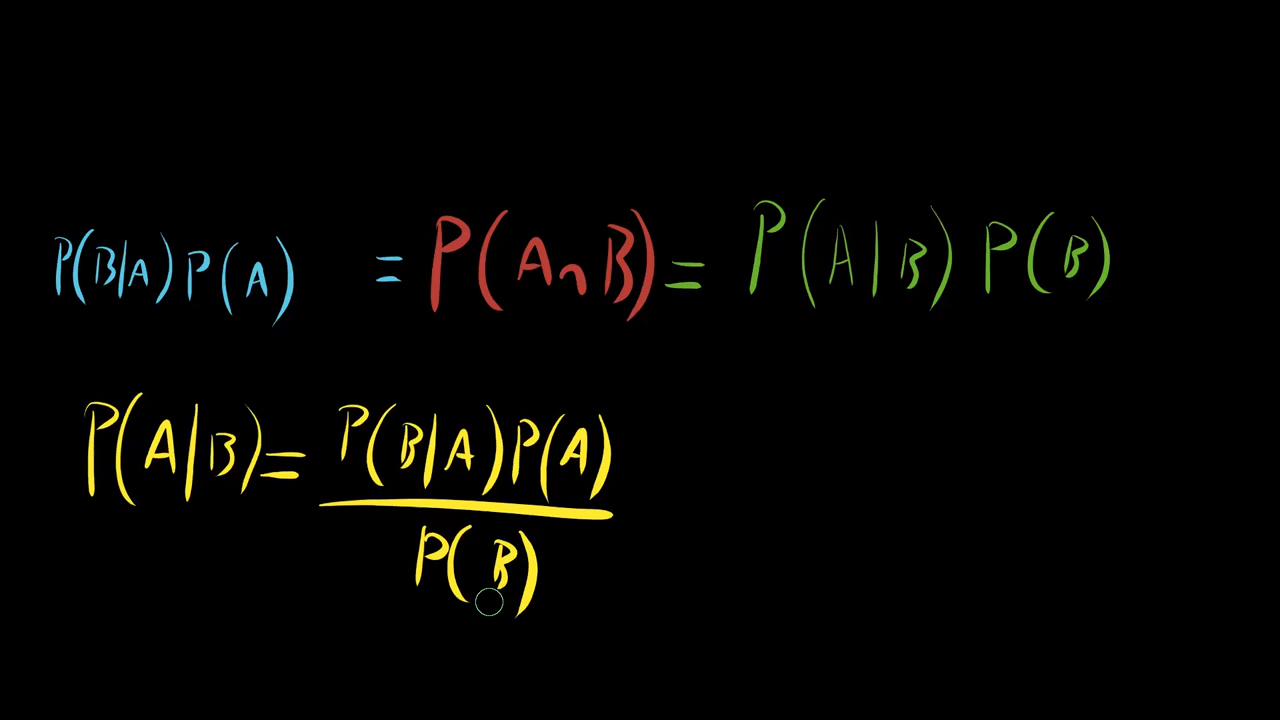 P(B|A)P(A) = P(A∩B) = P(A|B)P(B)
P(A|B) = P(B|A)P(A)
P(B)